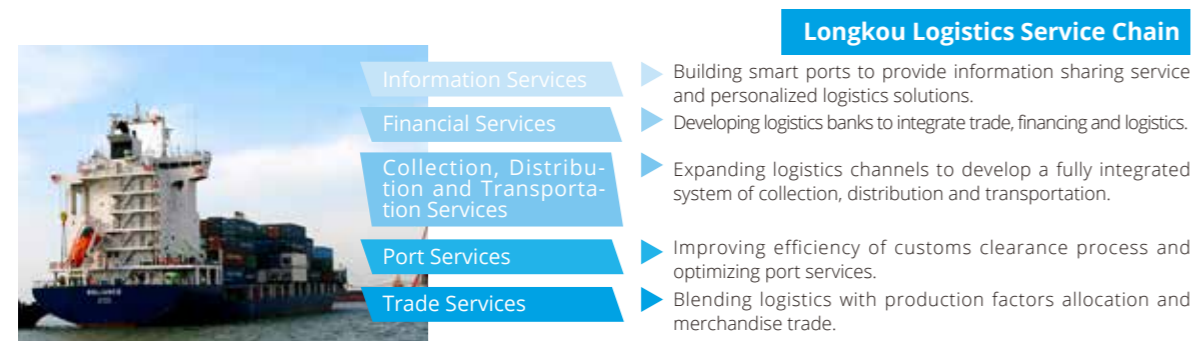 Longkou Logistics Service Chain
Information Services
Building smart ports to provide information sharing service
and personalized logistics solutions.
Financial Services
Developing logistics banks to integrate trade, financing and logistics.
Collection, Distribu-
tion and Transporta-
tion Services
Expanding logistics channels to develop a fully integrated
system of collection, distribution and transportation.
Port Services
Improving efficiency of customs clearance process and
optimizing port services.
Trade Services
Blending logistics with production factors allocation and
merchandise trade.